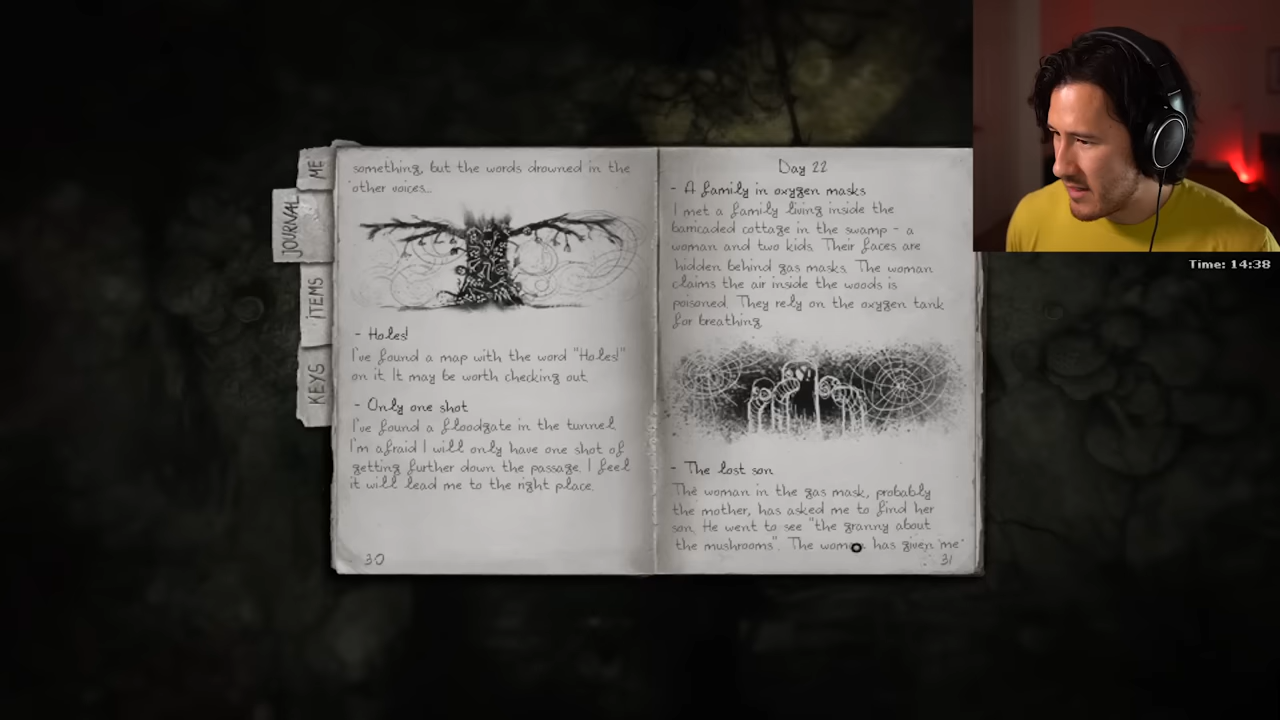 ME
JOURNAL
ITEMS
KEYS
something, but the words drowned in the
other voices...
- Holes!
I've found a map with the word "Holes!"
on it. It may be worth checking out.
- Only one shot
I've found a floodgate in the tunnel.
I'm afraid I will only have one shot of
getting further down the passage. I feel
it will lead me to the right place.
30
Day 22
- A family in oxygen masks
I met a family living inside the
barricaded cottage in the swamp - a
woman and two kids. Their faces are
hidden behind gas masks. The woman
claims the air inside the woods is
poisoned. They rely on the oxygen tank
for breathing.
- The lost son
The woman in the gas mask, probably
the mother, has asked me to find her
son. He went to see "the granny about
the mushrooms". The woman has given me
31
Time: 14:38